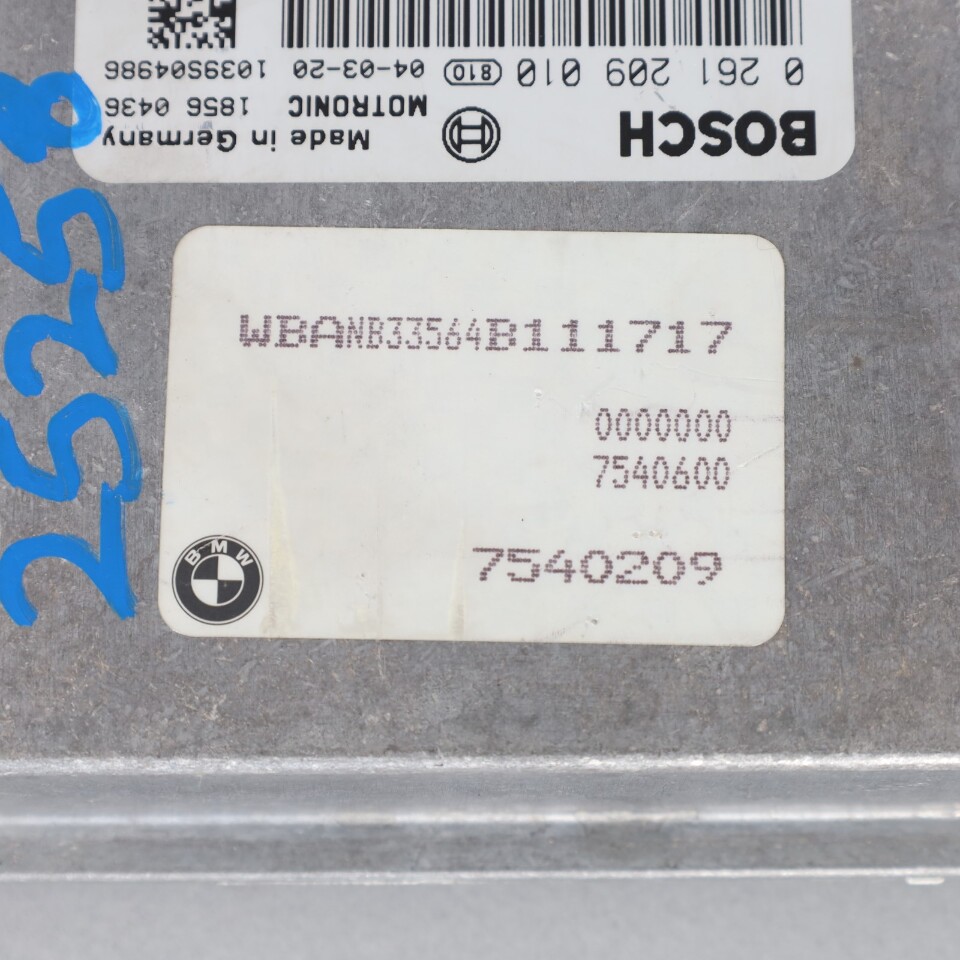 BOSCH
Made in Germany
MOTRONIC 1856 0436
0 261 209 010 810 04-03-20 1039S04986
WBANB33564B111717
0000000
7540600
BMW
7540209
25258